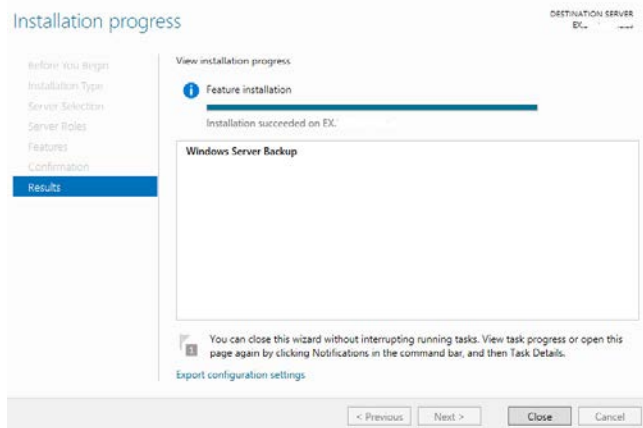 Installation progress
DESTINATION SERVER
EX
Before You Begin
Installation Type
Server Selection
Server Roles
Features
Confirmation
Results
View installation progress
Feature installation
Installation succeeded on EX.
Windows Server Backup
1
You can close this wizard without interrupting running tasks. View task progress or open this
page again by clicking Notifications in the command bar, and then Task Details.
Export configuration settings
< Previous
Next >
Close
Cancel